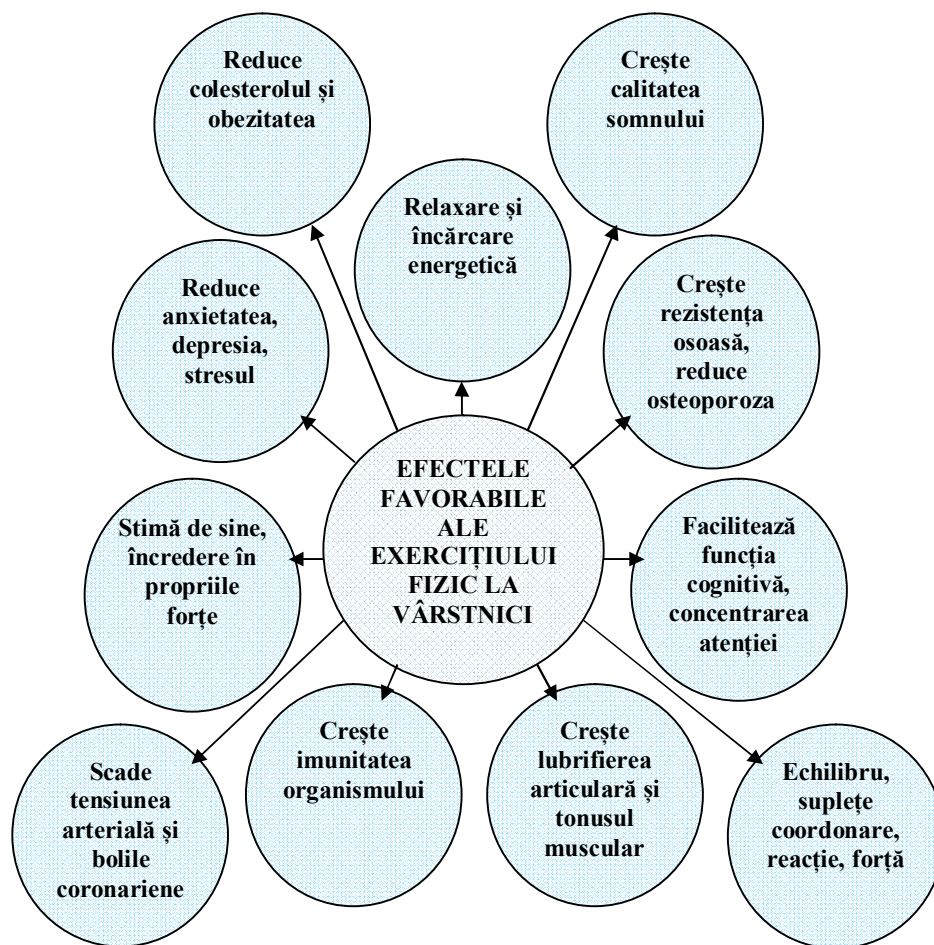 Reduce
colesterolul și
obezitatea
Crește
calitatea
somnului
Relaxare și
încărcare
energetică
Reduce
anxietatea,
depresia,
stresul
Crește
rezistența
osoasă,
reduce
osteoporoza
EFECTELE
FAVORABILE
ALE
EXERCIȚIULUI
FIZIC LA
VÂRSTNICI
Stimă de sine,
încredere în
propriile
forțe
Facilitează
funcția
cognitivă,
concentrarea
atenției
Scade
tensiunea
arterială și
bolile
coronariene
Crește
imunitatea
organismului
Crește
lubrifierea
articulară și
tonusul
muscular
Echilibru,
suplețe
coordonare,
reacție, forță